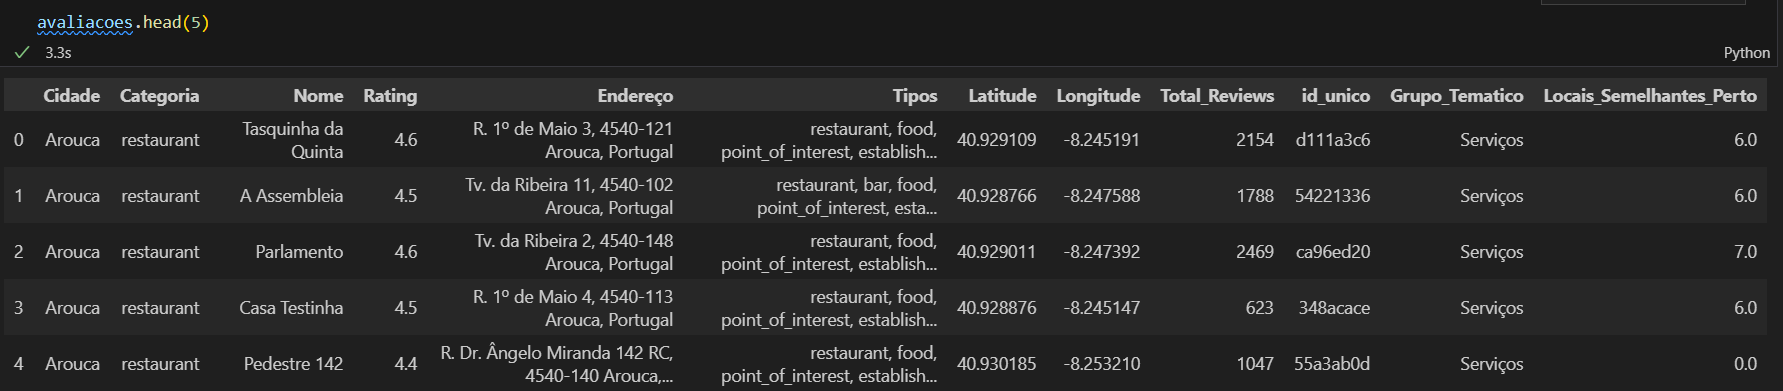 avaliacoes.head(5)
3.3s
Python
Cidade Categoria Nome Rating Endereço Tipos Latitude Longitude Total_Reviews id_unico Grupo_Tematico Locais_Semelhantes_Perto
0 Arouca restaurant Tasquinha da Quinta 4.6 R. 1º de Maio 3, 4540-121 Arouca, Portugal restaurant, food, point_of_interest, establish... 40.929109 -8.245191 2154 d111a3c6 Serviços 6.0
1 Arouca restaurant A Assembleia 4.5 Tv. da Ribeira 11, 4540-102 Arouca, Portugal restaurant, bar, food, point_of_interest, esta... 40.928766 -8.247588 1788 54221336 Serviços 6.0
2 Arouca restaurant Parlamento 4.6 Tv. da Ribeira 2, 4540-148 Arouca, Portugal restaurant, food, point_of_interest, establish... 40.929011 -8.247392 2469 ca96ed20 Serviços 7.0
3 Arouca restaurant Casa Testinha 4.5 R. 1º de Maio 4, 4540-113 Arouca, Portugal restaurant, food, point_of_interest, establish... 40.928876 -8.245147 623 348acace Serviços 6.0
4 Arouca restaurant Pedestre 142 4.4 R. Dr. Ângelo Miranda 142 RC, 4540-140 Arouca,... restaurant, food, point_of_interest, establish... 40.930185 -8.253210 1047 55a3ab0d Serviços 0.0